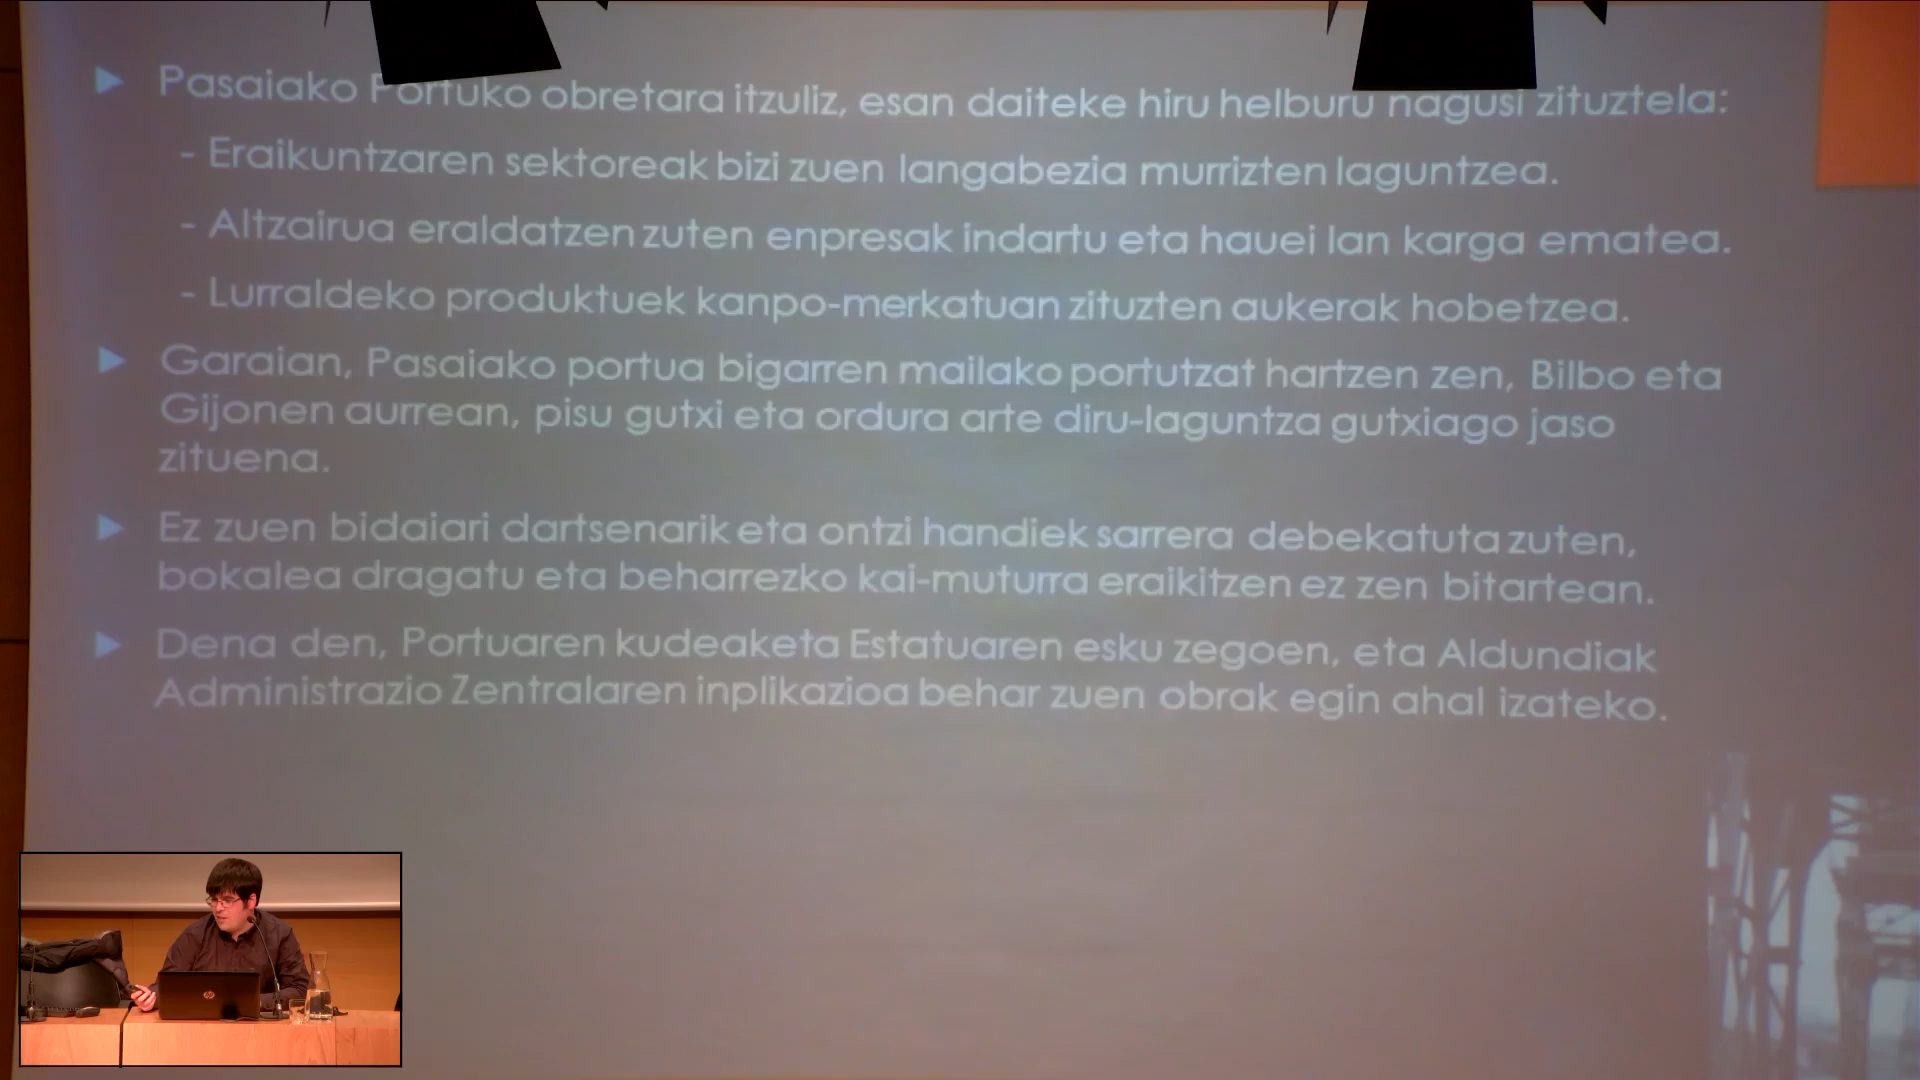 Pasaiako Portuko obretara itzuliz, esan daiteke hiru helburu nagusi zituztela:
- Eraikuntzaren sektoreak bizi zuen langabezia murrizten laguntzea.
- Altzairua eraldatzen zuten enpresak indartu eta hauei lan karga ematea.
- Lurraldeko produktuek kanpo-merkatuan zituzten aukerak hobetzea.
Garaian, Pasaiako portua bigarren mailako portutzat hartzen zen, Bilbo eta
Gijonen aurrean, pisu gutxi eta ordura arte diru-laguntza gutxiago jaso
zituena.
Ez zuen bidaiari dartsenarik eta ontzi handiek sarrera debekatuta zuten,
bokalea dragatu eta beharrezko kai-muturra eraikitzen ez zen bitartean.
Dena den, Portuaren kudeaketa Estatuaren esku zegoen, eta Aldundiak
Administrazio Zentralaren inplikazioa behar zuen obrak egin ahal izateko.
hp